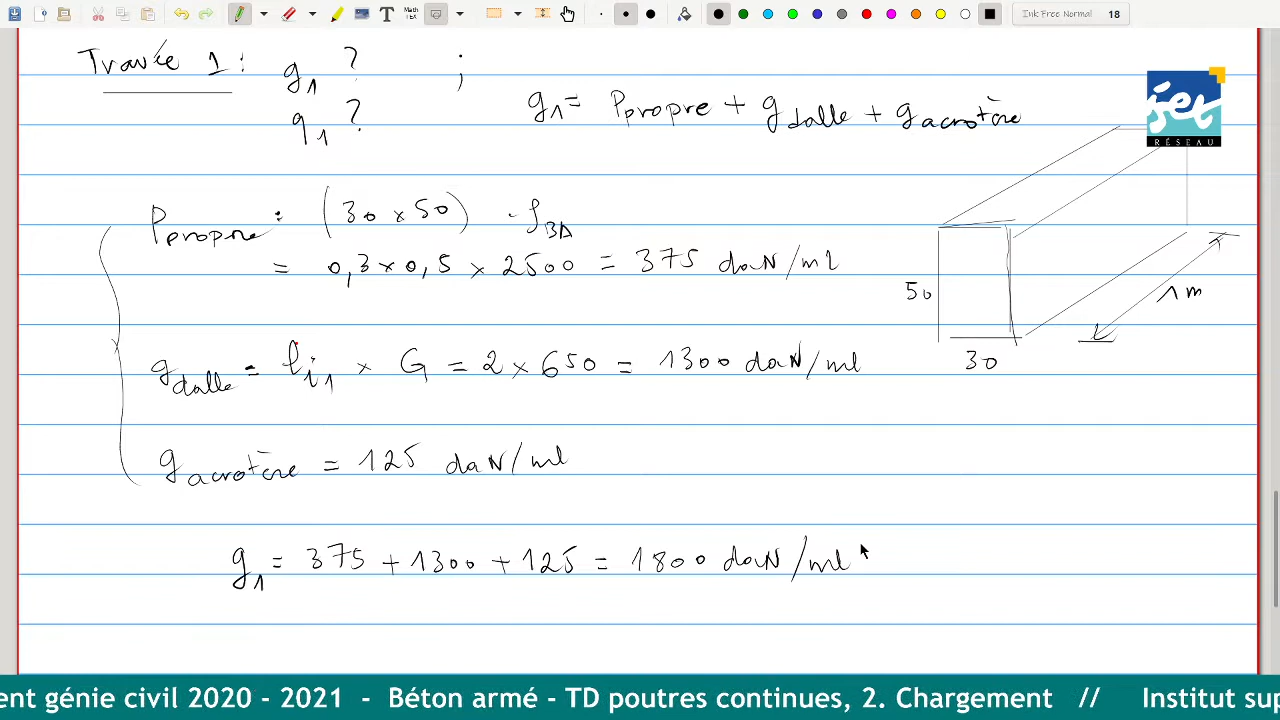 Ink Free Normal 18
Travée 1 : g1 ? ;
q1 ?
g1 = Ppropre + gdalle + gacrotère
jet
RÉSEAU
Ppropre : (30 x 50) . ρBA
= 0,3 x 0,5 x 2500 = 375 daN/ml
50
30
1 m
gdalle = li1 x G = 2 x 650 = 1300 daN/ml
gacrotère = 125 daN/ml
g1 = 375 + 1300 + 125 = 1800 daN/ml
ent génie civil 2020 - 2021 - Béton armé - TD poutres continues, 2. Chargement // Institut sup